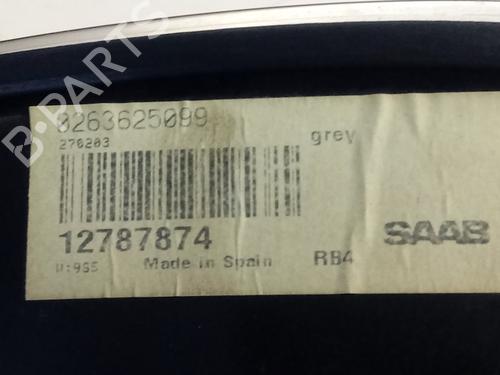 B-PARTS
0263625099
270203
grey
12787874
SAAB
Made in Spain
RB4